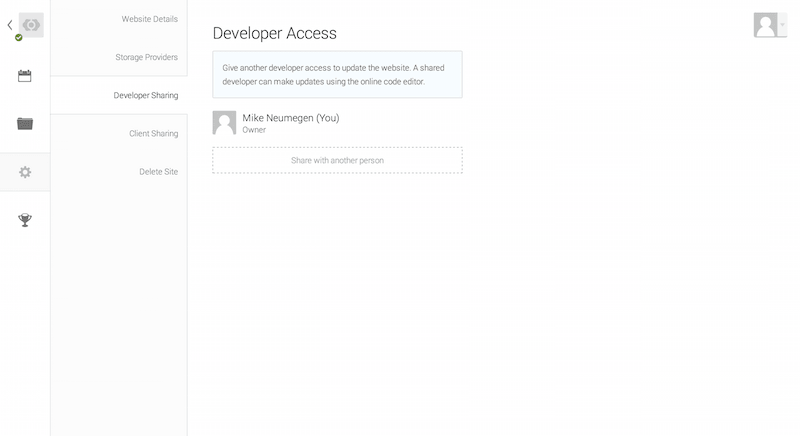 Website Details
Storage Providers
Developer Sharing
Client Sharing
Delete Site
Developer Access
Give another developer access to update the website. A shared
developer can make updates using the online code editor.
Mike Neumegen (You)
Owner
Share with another person